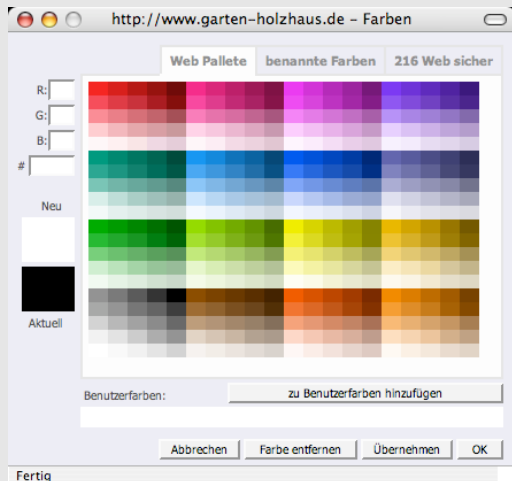 http://www.garten-holzhaus.de – Farben
Web Pallete benannte Farben 216 Web sicher
R:
G:
B:
#
Neu
Aktuell
Benutzerfarben: zu Benutzerfarben hinzufügen
Abbrechen Farbe entfernen Übernehmen OK
Fertig